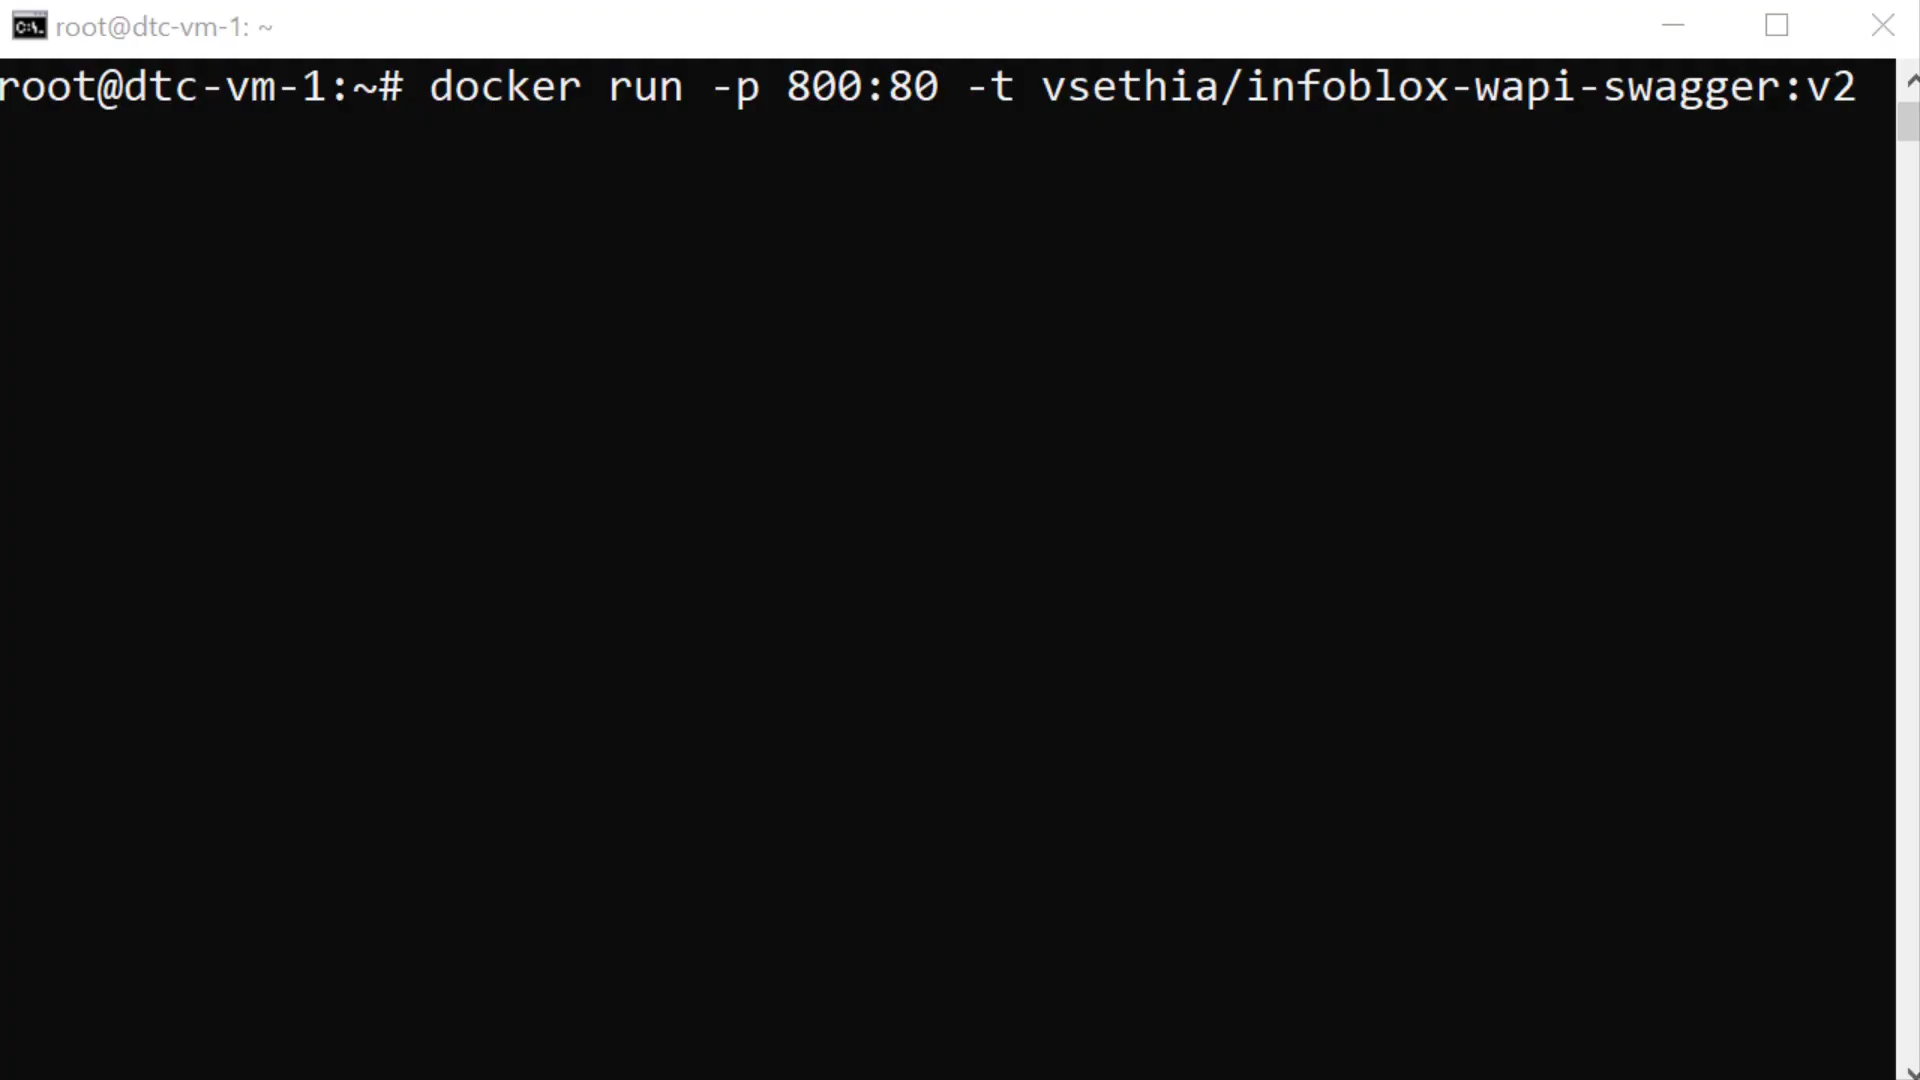 root@dtc-vm-1: ~
root@dtc-vm-1:~# docker run -p 800:80 -t vsethia/infoblox-wapi-swagger:v2